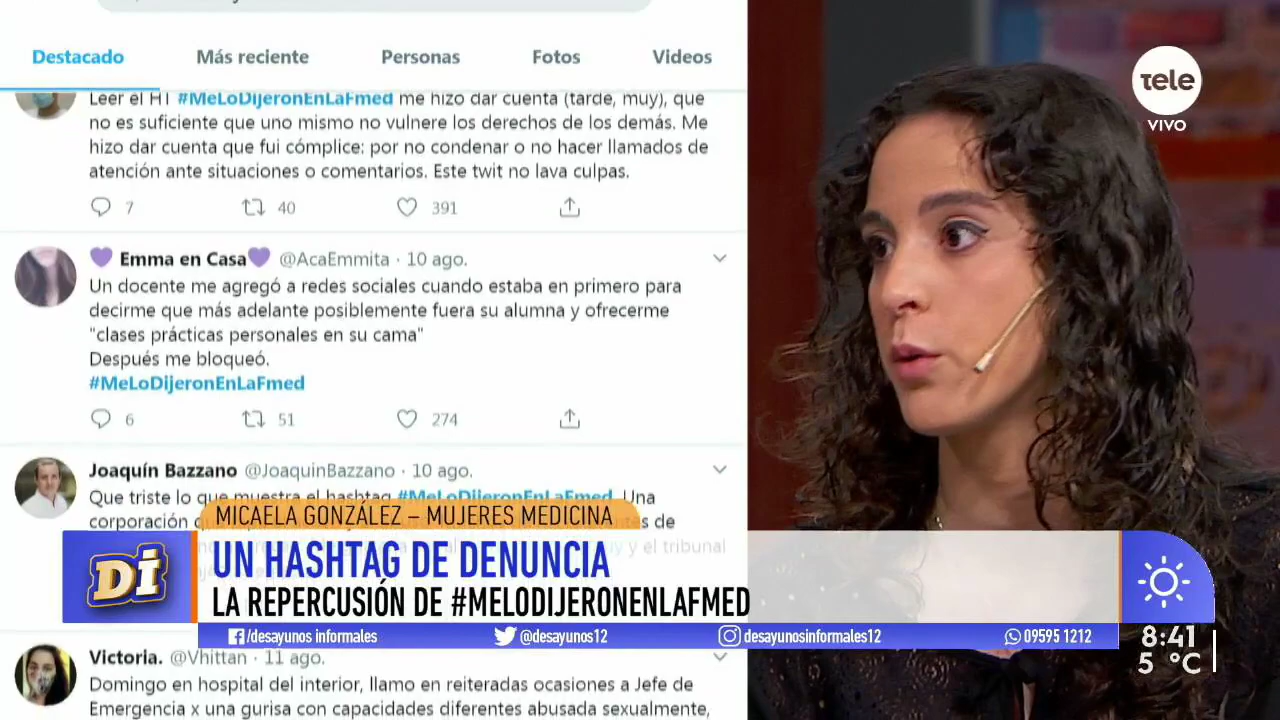 Destacado
Más reciente
Personas
Fotos
Videos
Leer el HT #MeLoDijeronEnLaFmed me hizo dar cuenta (tarde, muy), que
no es suficiente que uno mismo no vulnere los derechos de los demás. Me
hizo dar cuenta que fui cómplice: por no condenar o no hacer llamados de
atención ante situaciones o comentarios. Este twit no lava culpas.
7 40 391
💜 Emma en Casa💜 @AcaEmmita · 10 ago.
Un docente me agregó a redes sociales cuando estaba en primero para
decirme que más adelante posiblemente fuera su alumna y ofrecerme
"clases prácticas personales en su cama"
Después me bloqueó.
#MeLoDijeronEnLaFmed
6 51 274
Joaquín Bazzano @JoaquinBazzano · 10 ago.
Que triste lo que muestra el hashtag #MeLoDijeronEnLaFmed. Una
corporación
de
y el tribunal
MICAELA GONZÁLEZ – MUJERES MEDICINA
Di
UN HASHTAG DE DENUNCIA
LA REPERCUSIÓN DE #MELODIJERONENLAFMED
/desayunos informales
@desayunos12
desayunosinformales12
09595 1212
Victoria. @Vhittan · 11 ago.
Domingo en hospital del interior, llamo en reiteradas ocasiones a Jefe de
Emergencia x una gurisa con capacidades diferentes abusada sexualmente,
tele
VIVO
8:41
5 °C